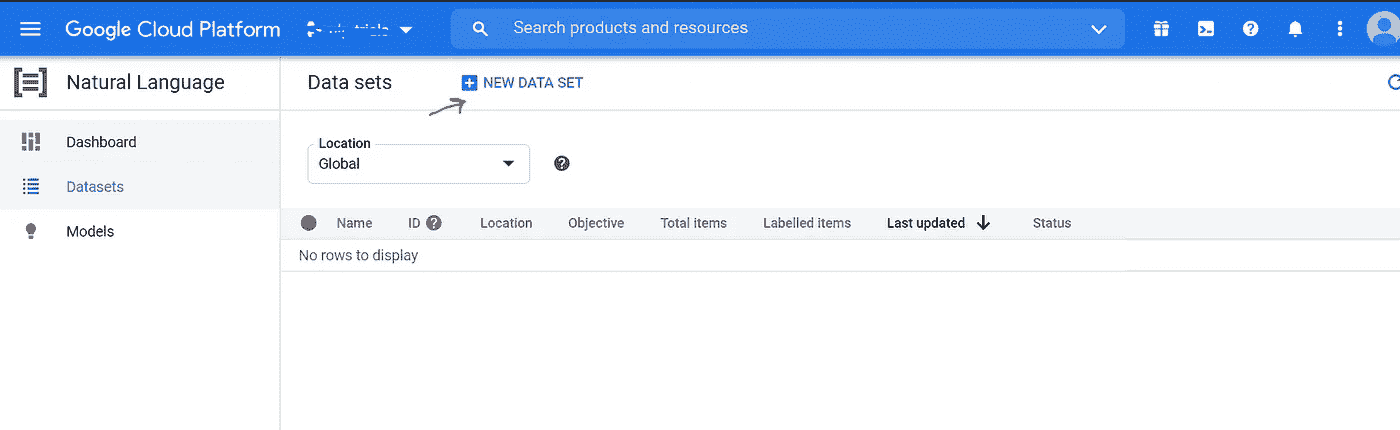 Google Cloud Platform
Search products and resources
Natural Language
Data sets
NEW DATA SET
Dashboard
Datasets
Models
Location
Global
Name ID Location Objective Total items Labelled items Last updated Status
No rows to display